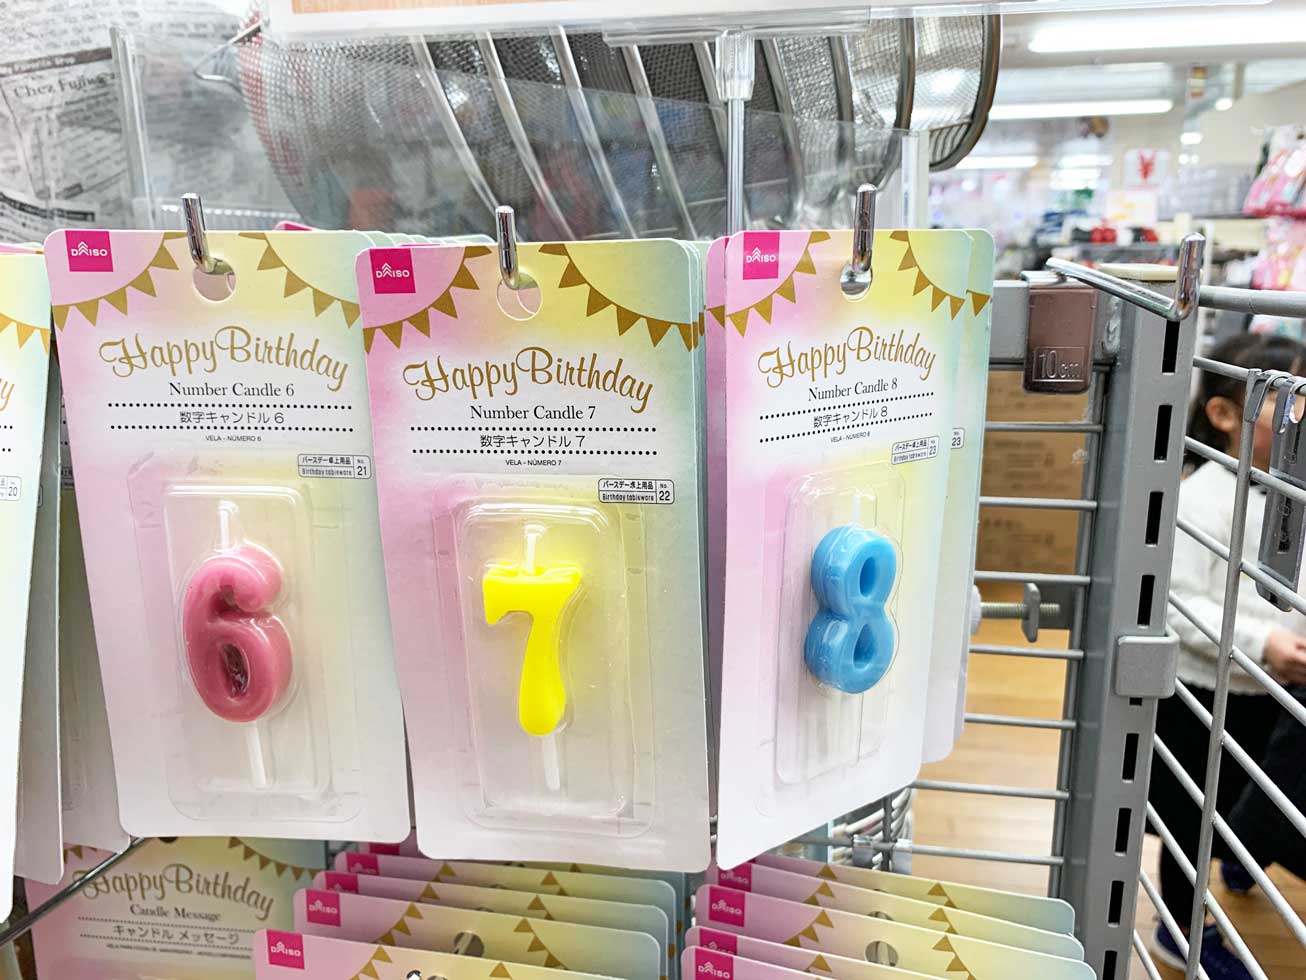 Chez Fujiu
DAISO
Happy Birthday
Number Candle 6
数字キャンドル 6
VELA - NÚMERO 6
バースデー卓上用品
Birthday tableware
No.
21
DAISO
Happy Birthday
Number Candle 7
数字キャンドル 7
VELA - NÚMERO 7
バースデー卓上用品
Birthday tableware
No.
22
DAISO
Happy Birthday
Number Candle 8
数字キャンドル 8
VELA - NÚMERO 8
バースデー卓上用品
Birthday tableware
No.
23
23
20
10cm
Happy Birthday
Candle Message
キャンドル メッセージ
DAISO
DAISO
DAISO
DAISO
DAISO